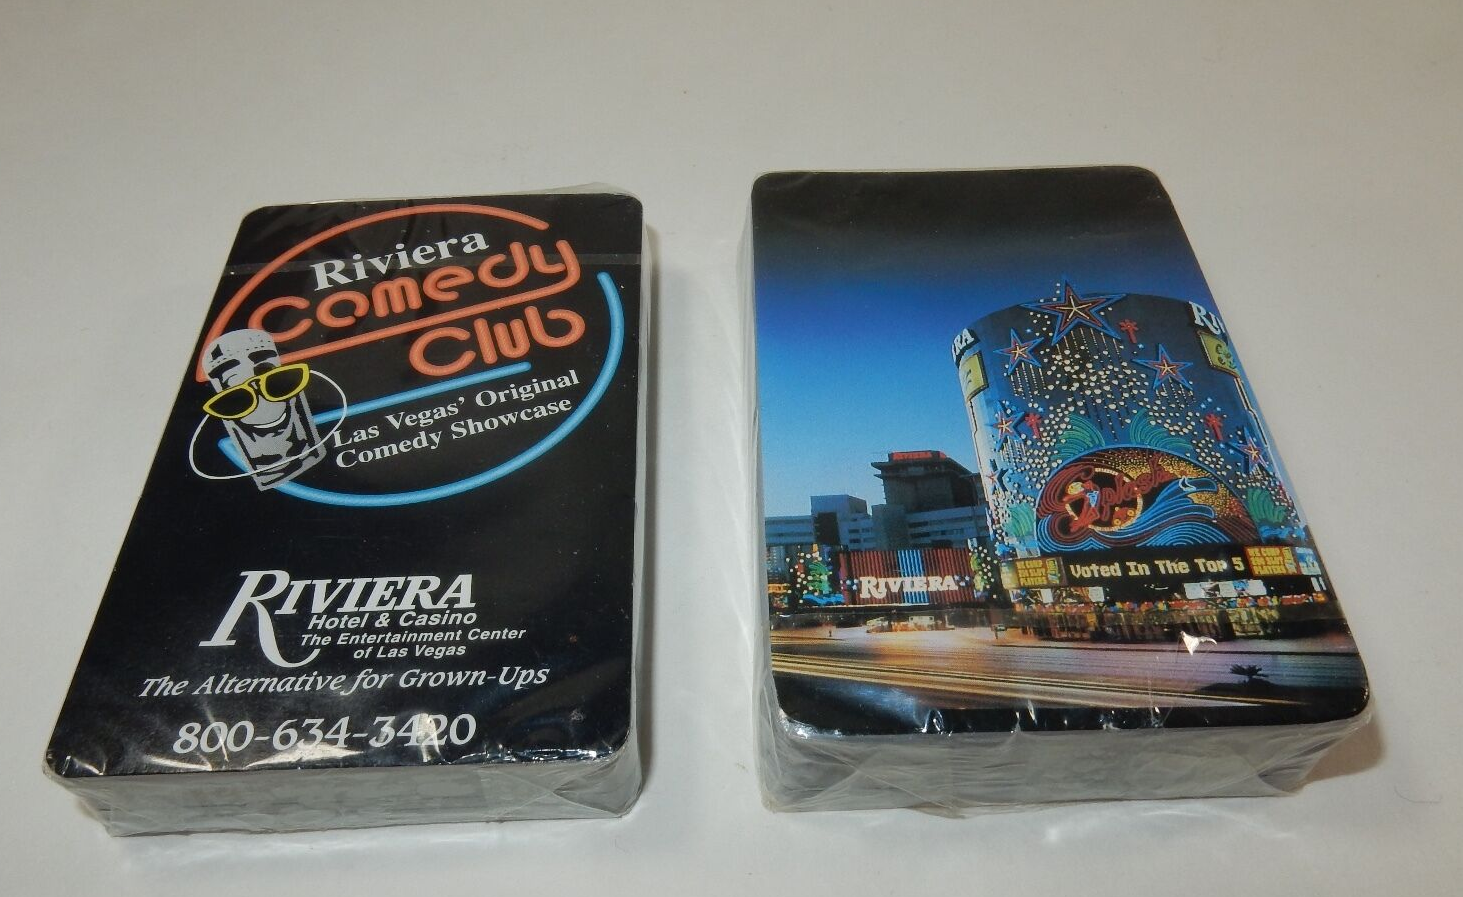 Riviera
Comedy
Club
Las Vegas' Original
Comedy Showcase
RIVIERA
Hotel & Casino
The Entertainment Center
of Las Vegas
The Alternative for Grown-Ups
800-634-3420
RIVIERA
Splash
RIVIERA
Voted In The Top 5